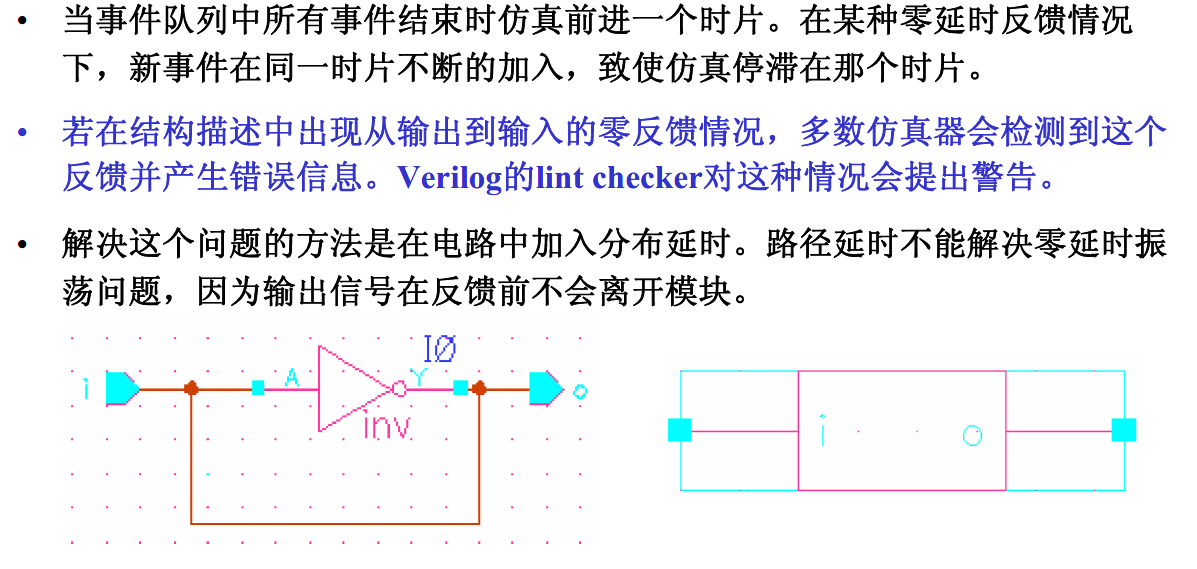 • 当事件队列中所有事件结束时仿真前进一个时片。在某种零延时反馈情况
下，新事件在同一时片不断的加入，致使仿真停滞在那个时片。
• 若在结构描述中出现从输出到输入的零反馈情况，多数仿真器会检测到这个
反馈并产生错误信息。Verilog的lint checker对这种情况会提出警告。
• 解决这个问题的方法是在电路中加入分布延时。路径延时不能解决零延时振
荡问题，因为输出信号在反馈前不会离开模块。
I0
i A Y o
inv
i o